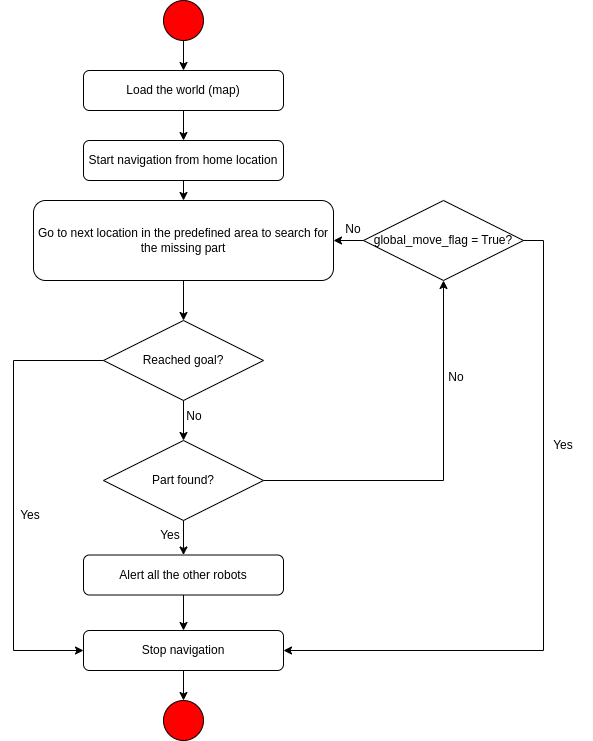 Load the world (map)
Start navigation from home location
Go to next location in the predefined area to search for
the missing part
No
global_move_flag = True?
Reached goal?
No
No
Yes
Part found?
Yes
Yes
Alert all the other robots
Stop navigation